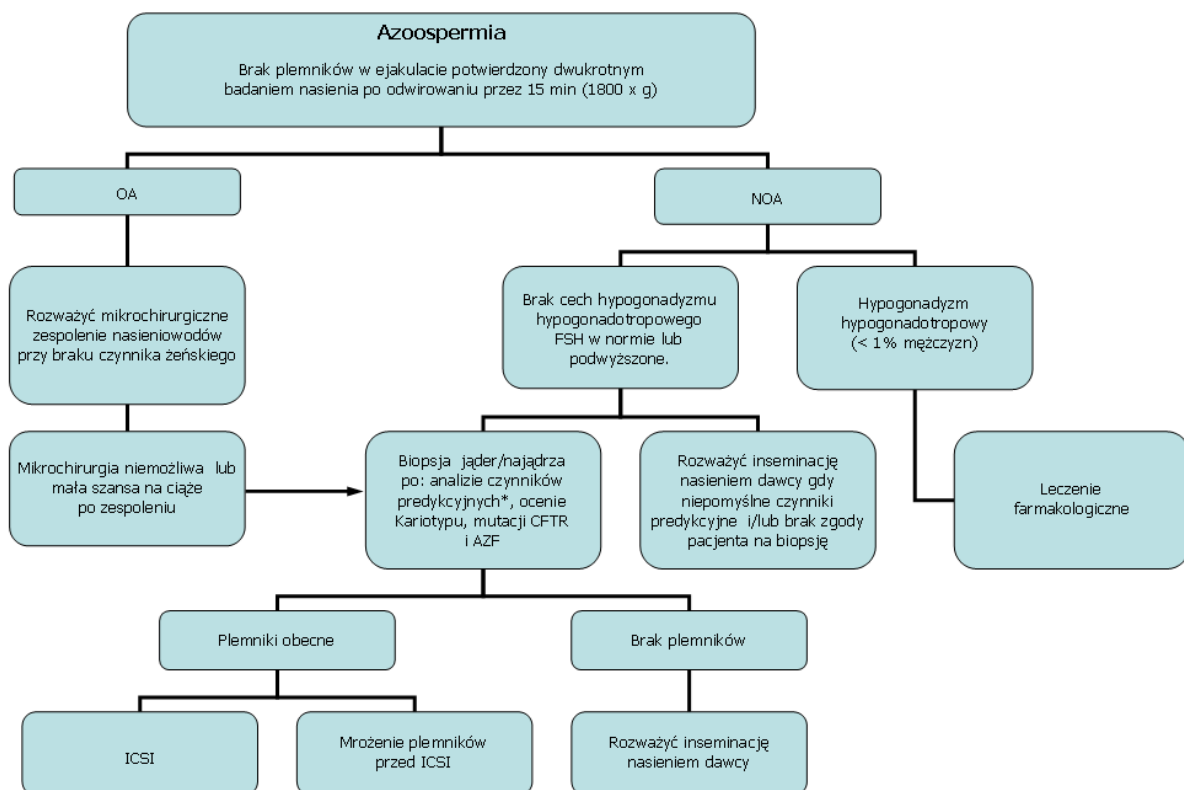 Azoospermia
Brak plemników w ejakulacie potwierdzony dwukrotnym
badaniem nasienia po odwirowaniu przez 15 min (1800 x g)
OA
NOA
Rozważyć mikrochirurgiczne
zespolenie nasieniowodów
przy braku czynnika żeńskiego
Brak cech hypogonadyzmu
hypogonadotropowego
FSH w normie lub
podwyższone.
Hypogonadyzm
hypogonadotropowy
(< 1% mężczyzn)
Mikrochirurgia niemożliwa lub
mała szansa na ciąże
po zespoleniu
Biopsja jąder/najądrza
po: analizie czynników
predykcyjnych*, ocenie
Kariotypu, mutacji CFTR
i AZF
Rozważyć inseminację
nasieniem dawcy gdy
niepomyślne czynniki
predykcyjne i/lub brak zgody
pacjenta na biopsję
Leczenie
farmakologiczne
Plemniki obecne
Brak plemników
ICSI
Mrożenie plemników
przed ICSI
Rozważyć inseminację
nasieniem dawcy